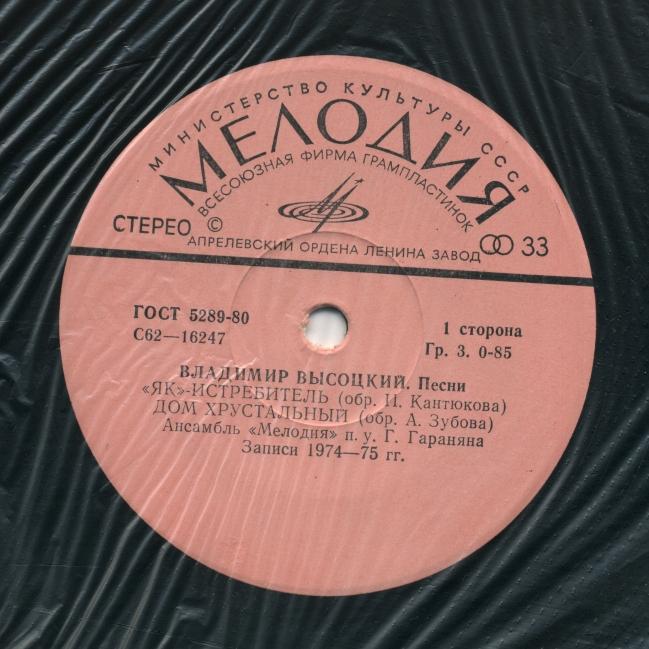 МИНИСТЕРСТВО КУЛЬТУРЫ СССР
МЕЛОДИЯ
ВСЕСОЮЗНАЯ ФИРМА ГРАМПЛАСТИНОК
СТЕРЕО ©
АПРЕЛЕВСКИЙ ОРДЕНА ЛЕНИНА ЗАВОД
33
ГОСТ 5289-80
С62—16247
1 сторона
Гр. 3. 0-85
ВЛАДИМИР ВЫСОЦКИЙ. Песни
«ЯК»-ИСТРЕБИТЕЛЬ (обр. И. Кантюкова)
ДОМ ХРУСТАЛЬНЫЙ (обр. А. Зубова)
Ансамбль «Мелодия» п. у. Г. Гараняна
Записи 1974—75 гг.